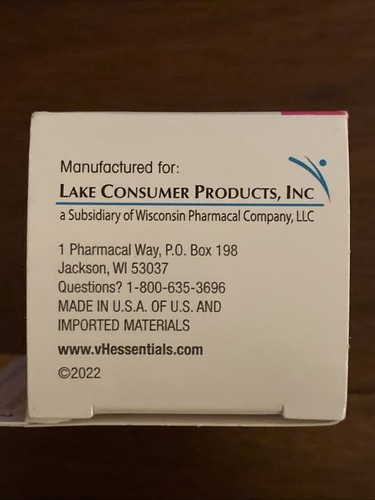 Manufactured for:
LAKE CONSUMER PRODUCTS, INC
a Subsidiary of Wisconsin Pharmacal Company, LLC
1 Pharmacal Way, P.O. Box 198
Jackson, WI 53037
Questions? 1-800-635-3696
MADE IN U.S.A. OF U.S. AND
IMPORTED MATERIALS
www.vHessentials.com
©2022